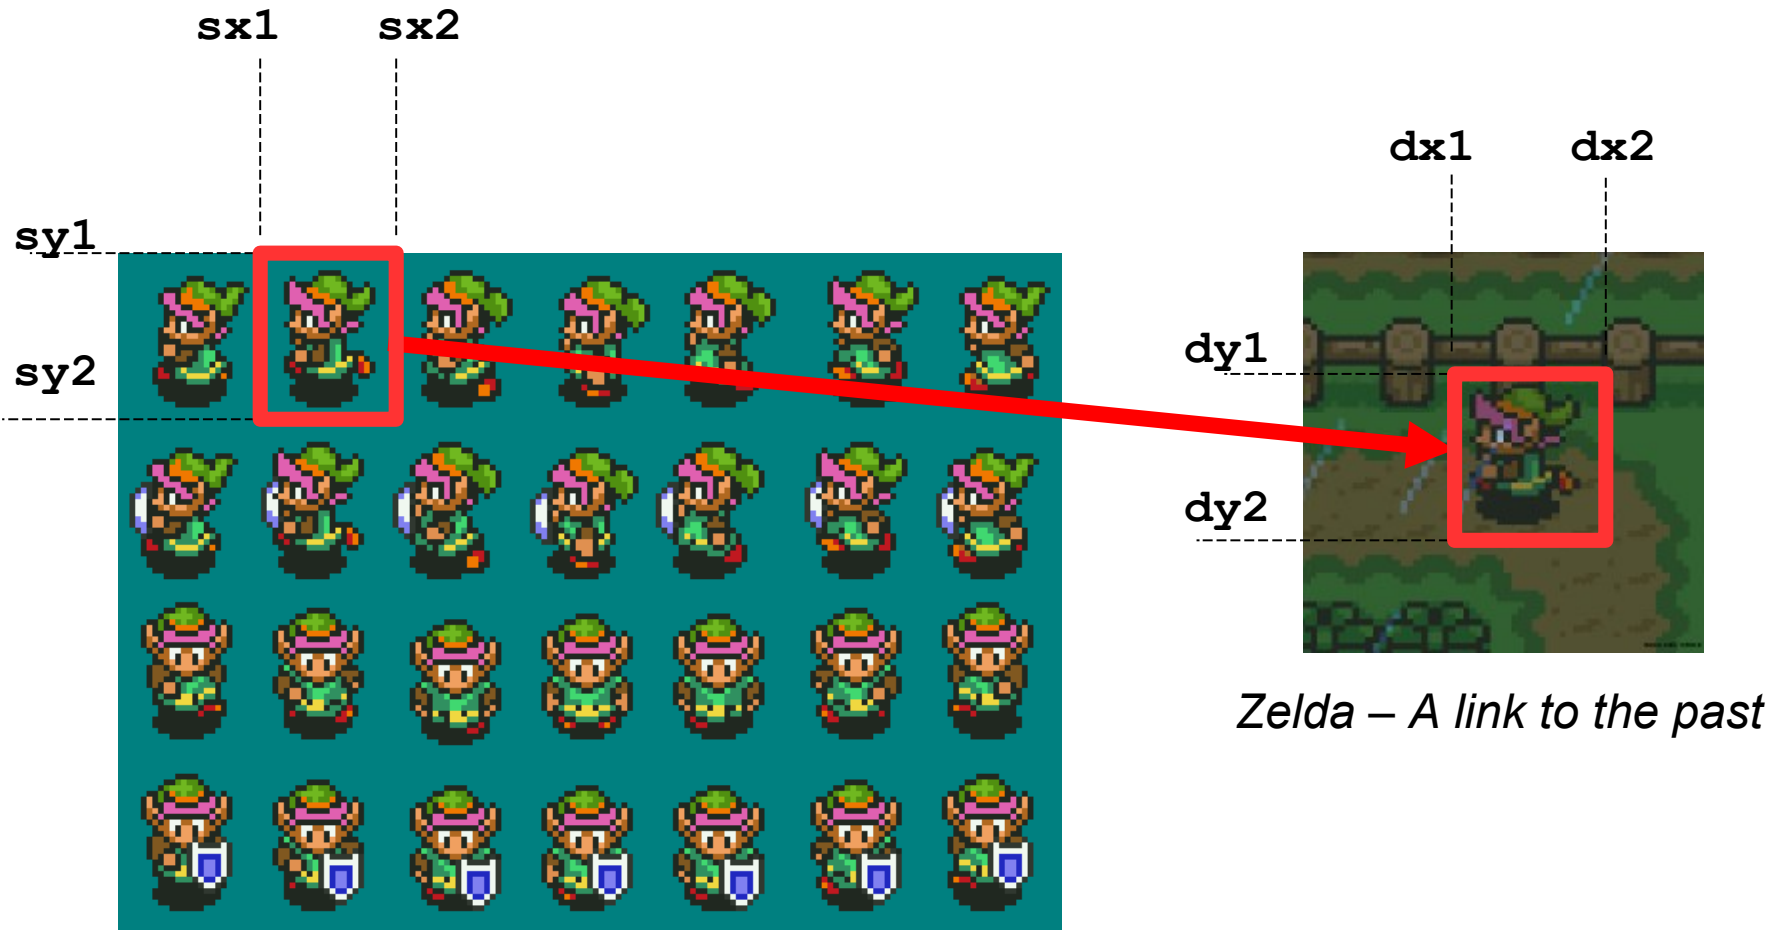 sx1 sx2
dx1 dx2
sy1
dy1
sy2
dy2
Zelda – A link to the past